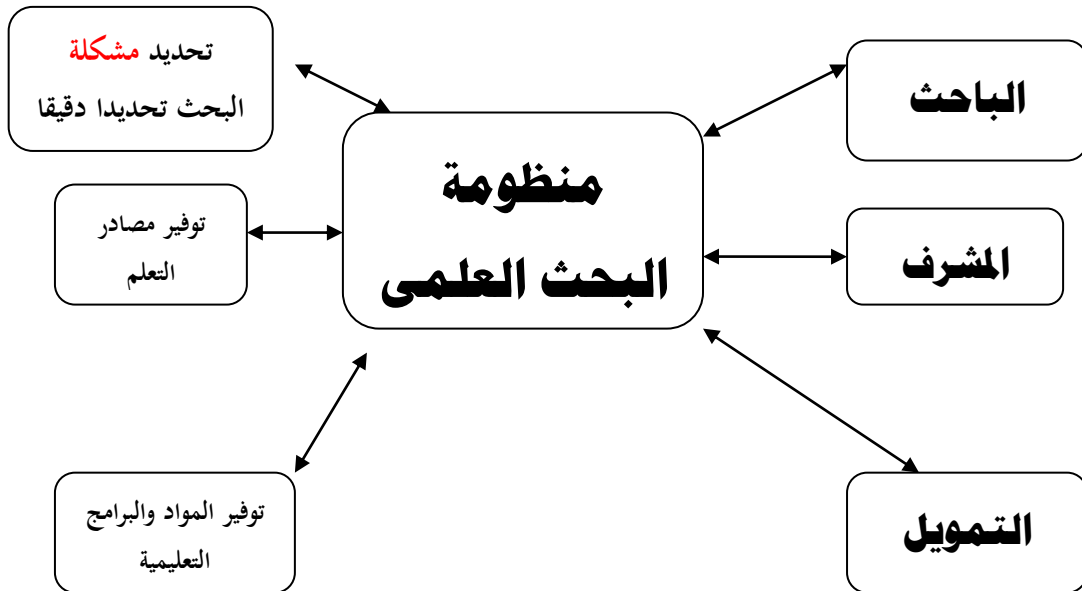 تحديد مشكلة
البحث تحديدا دقيقا
الباحث
منظومة
البحث العلمى
توفير مصادر
التعلم
المشرف
توفير المواد والبرامج
التعليمية
التمويل